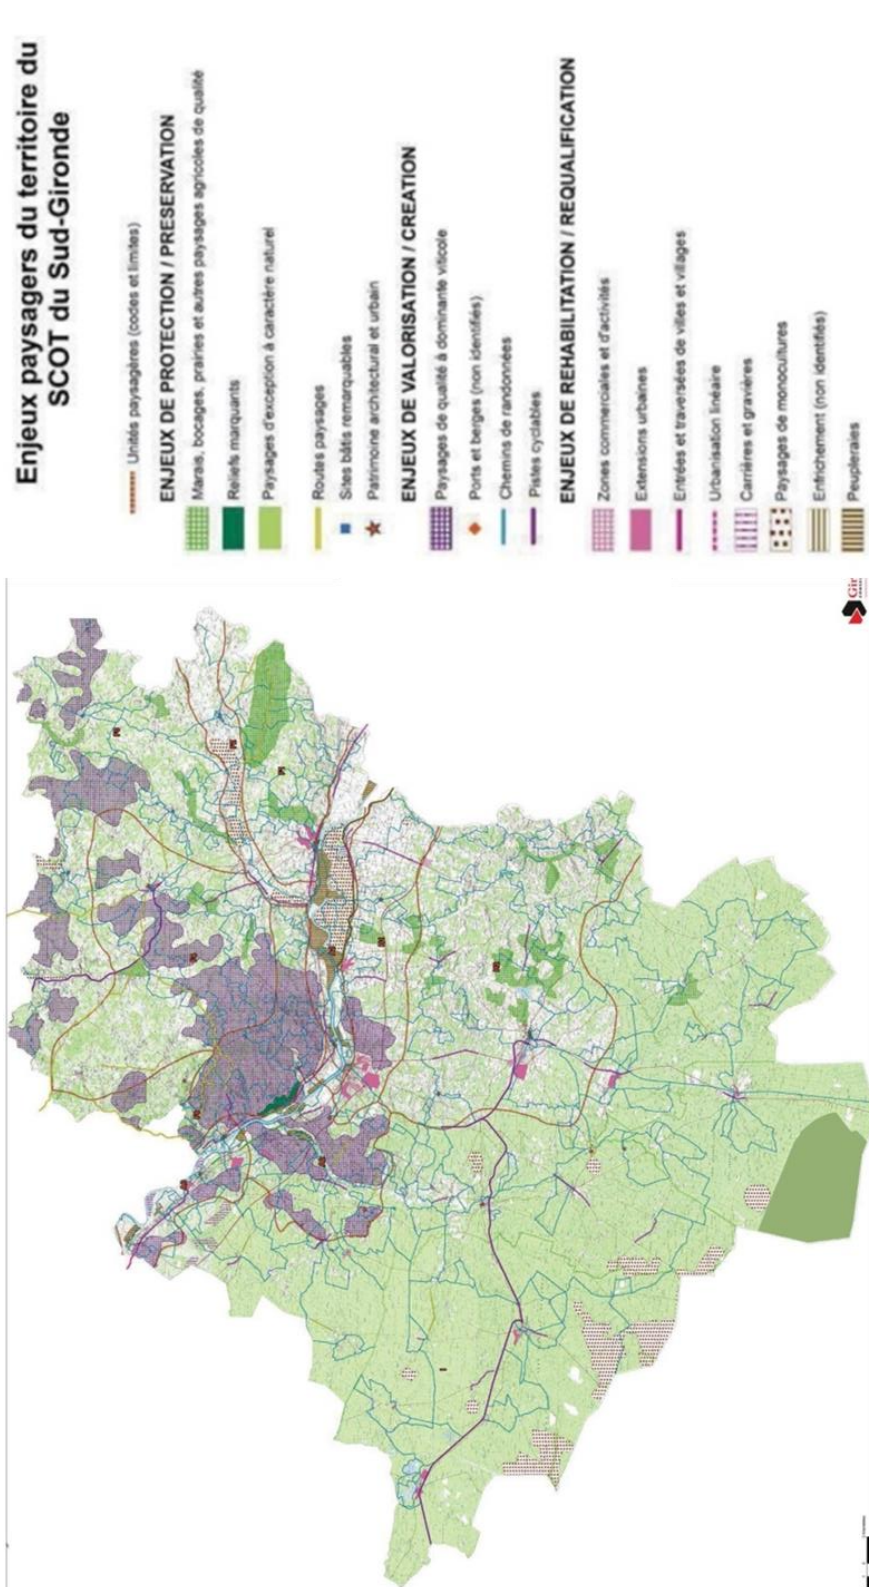 Enjeux paysagers du territoire du
SCOT du Sud-Gironde
Unités paysagères (codes et limites)
ENJEUX DE PROTECTION / PRESERVATION
Marais, bocages, prairies et autres paysages agricoles de qualité
Reliefs marquants
Paysages d'exception à caractère naturel
Routes paysages
Sites bâtis remarquables
Patrimoine architectural et urbain
ENJEUX DE VALORISATION / CREATION
Paysages de qualité à dominante viticole
Ports et berges (non identifiés)
Chemins de randonnées
Pistes cyclables
ENJEUX DE REHABILITATION / REQUALIFICATION
Zones commerciales et d'activités
Extensions urbaines
Entrées et traversées de villes et villages
Urbanisation linéaire
Carrières et gravières
Paysages de monocultures
Enfrichement (non identifiés)
Peupleraies
Gir